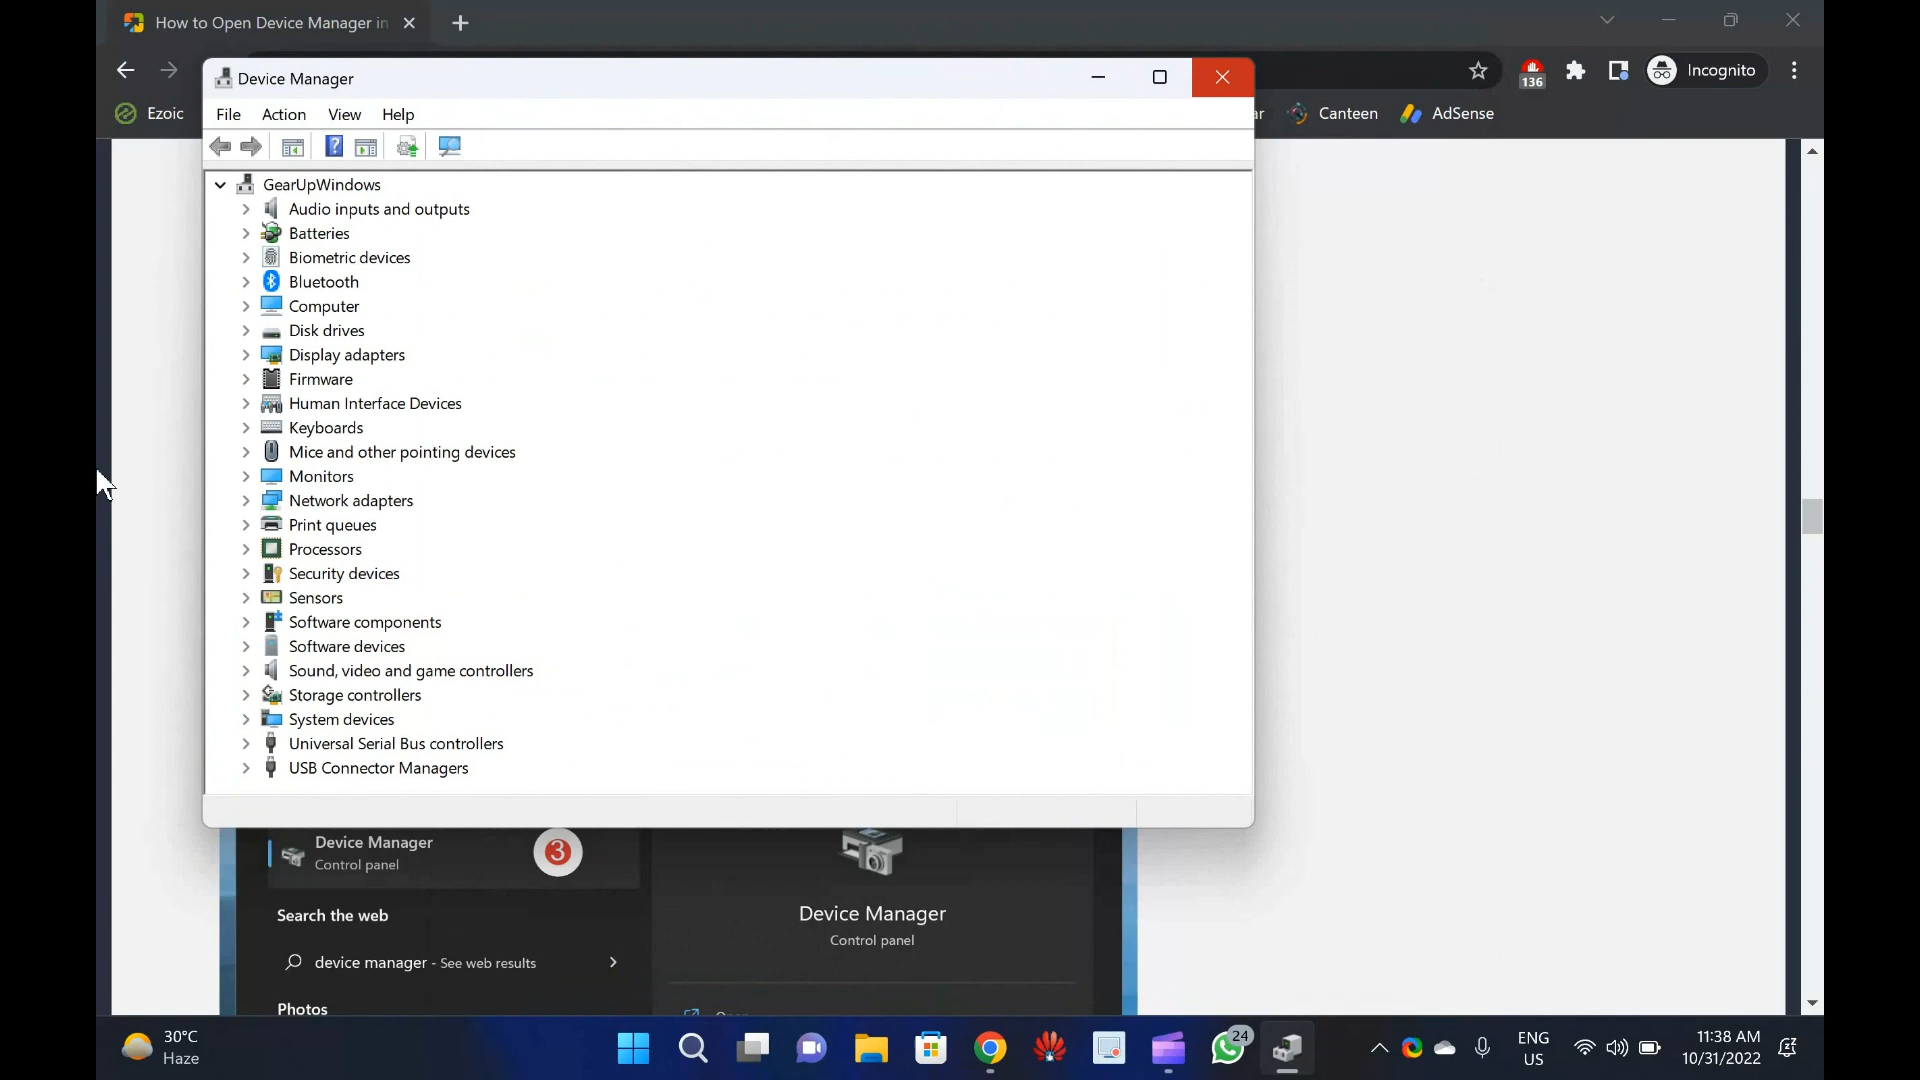 How to Open Device Manager in
136
Incognito
Ezoic
ar
Canteen
AdSense
Device Manager
File Action View Help
GearUpWindows
Audio inputs and outputs
Batteries
Biometric devices
Bluetooth
Computer
Disk drives
Display adapters
Firmware
Human Interface Devices
Keyboards
Mice and other pointing devices
Monitors
Network adapters
Print queues
Processors
Security devices
Sensors
Software components
Software devices
Sound, video and game controllers
Storage controllers
System devices
Universal Serial Bus controllers
USB Connector Managers
Device Manager
Control panel
3
Search the web
device manager - See web results
Photos
Device Manager
Control panel
30°C
Haze
24
ENG
US
11:38 AM
10/31/2022